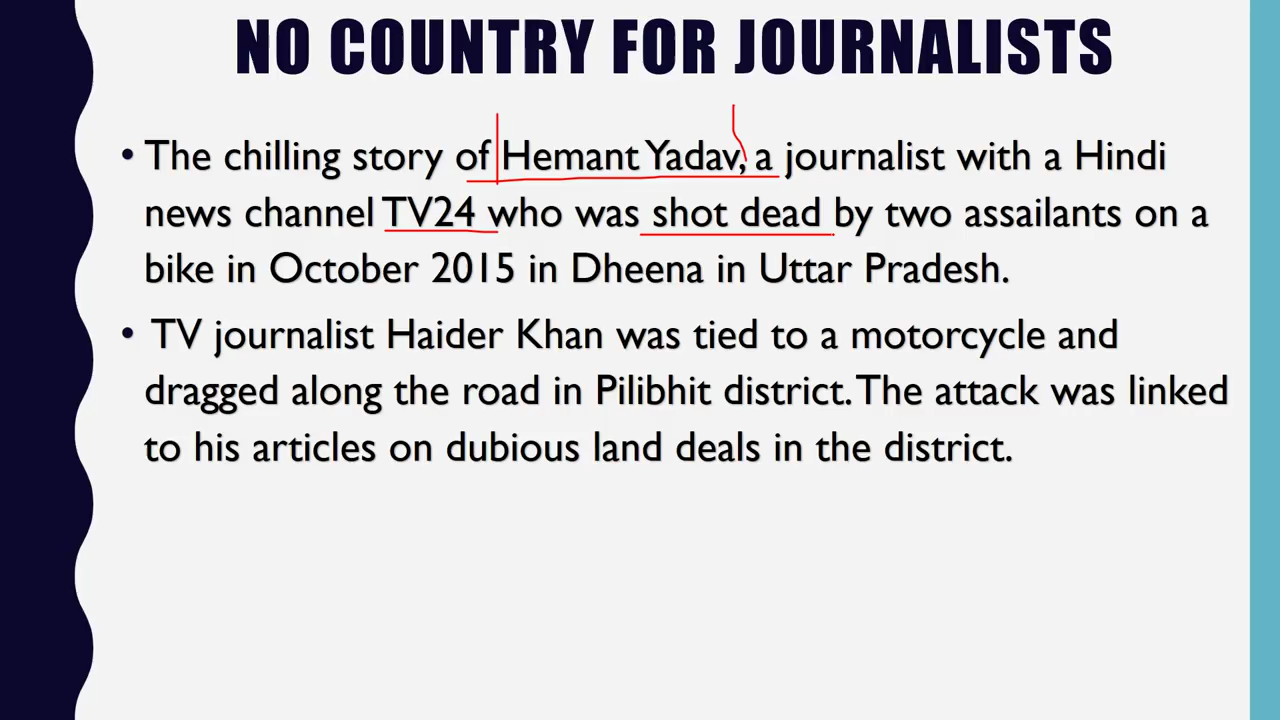 NO COUNTRY FOR JOURNALISTS
• The chilling story of Hemant Yadav, a journalist with a Hindi
news channel TV24 who was shot dead by two assailants on a
bike in October 2015 in Dheena in Uttar Pradesh.
• TV journalist Haider Khan was tied to a motorcycle and
dragged along the road in Pilibhit district. The attack was linked
to his articles on dubious land deals in the district.